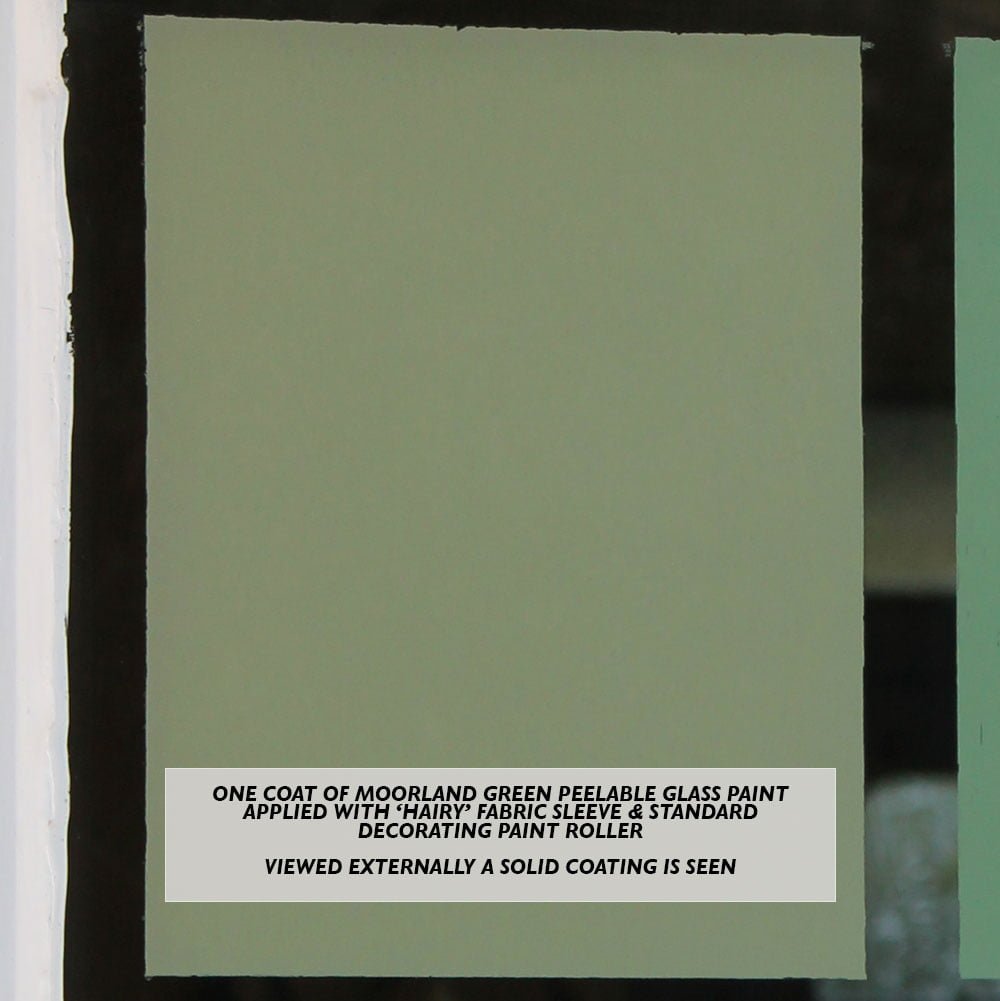 ONE COAT OF MOORLAND GREEN PEELABLE GLASS PAINT
APPLIED WITH ‘HAIRY’ FABRIC SLEEVE & STANDARD
DECORATING PAINT ROLLER
VIEWED EXTERNALLY A SOLID COATING IS SEEN